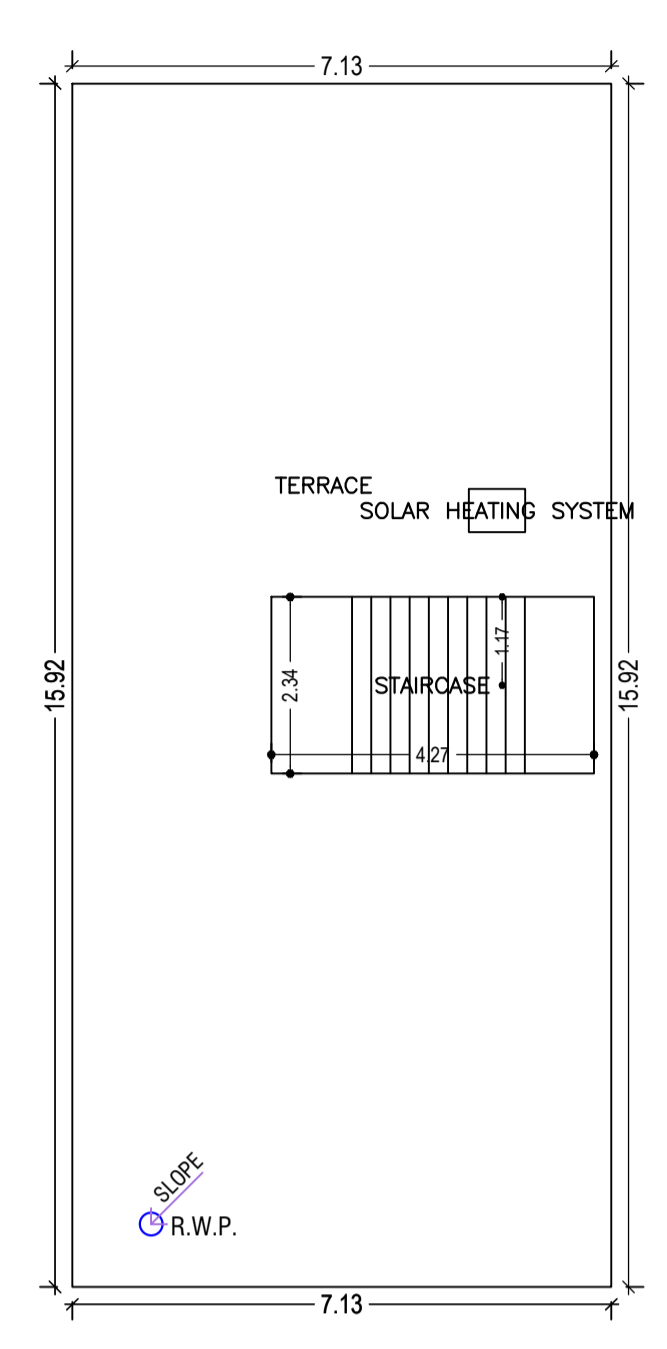 7.13
TERRACE
SOLAR HEATING SYSTEM
1.17
15.92
2.34
STAIRCASE
15.92
4.27
SLOPE
R.W.P.
7.13